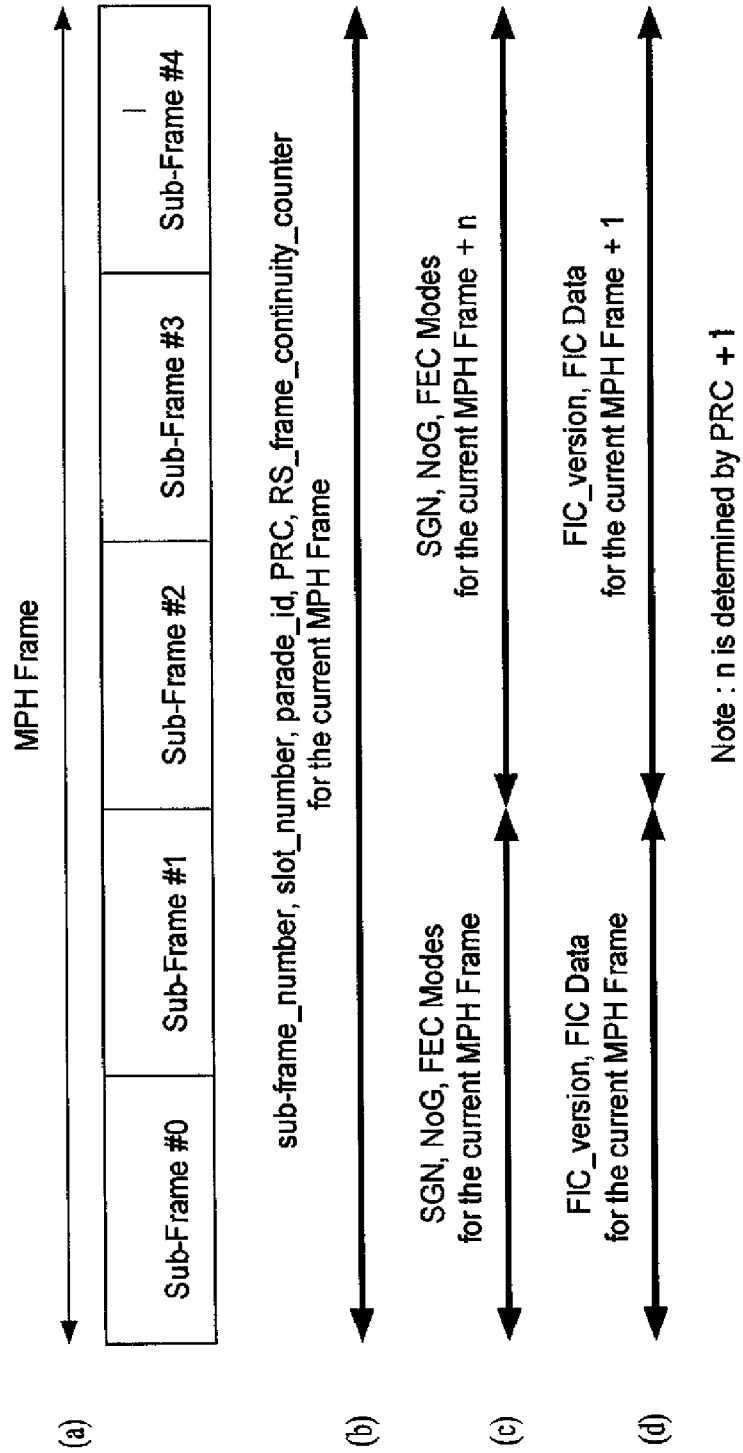 MPH Frame
(a)
Sub-Frame #0
Sub-Frame #1
Sub-Frame #2
Sub-Frame #3
Sub-Frame #4
sub-frame_number, slot_number, parade_id, PRC, RS_frame_continuity_counter
for the current MPH Frame
(b)
SGN, NoG, FEC Modes
for the current MPH Frame
SGN, NoG, FEC Modes
for the current MPH Frame + n
(c)
FIC_version, FIC Data
for the current MPH Frame
FIC_version, FIC Data
for the current MPH Frame + 1
(d)
Note : n is determined by PRC +1